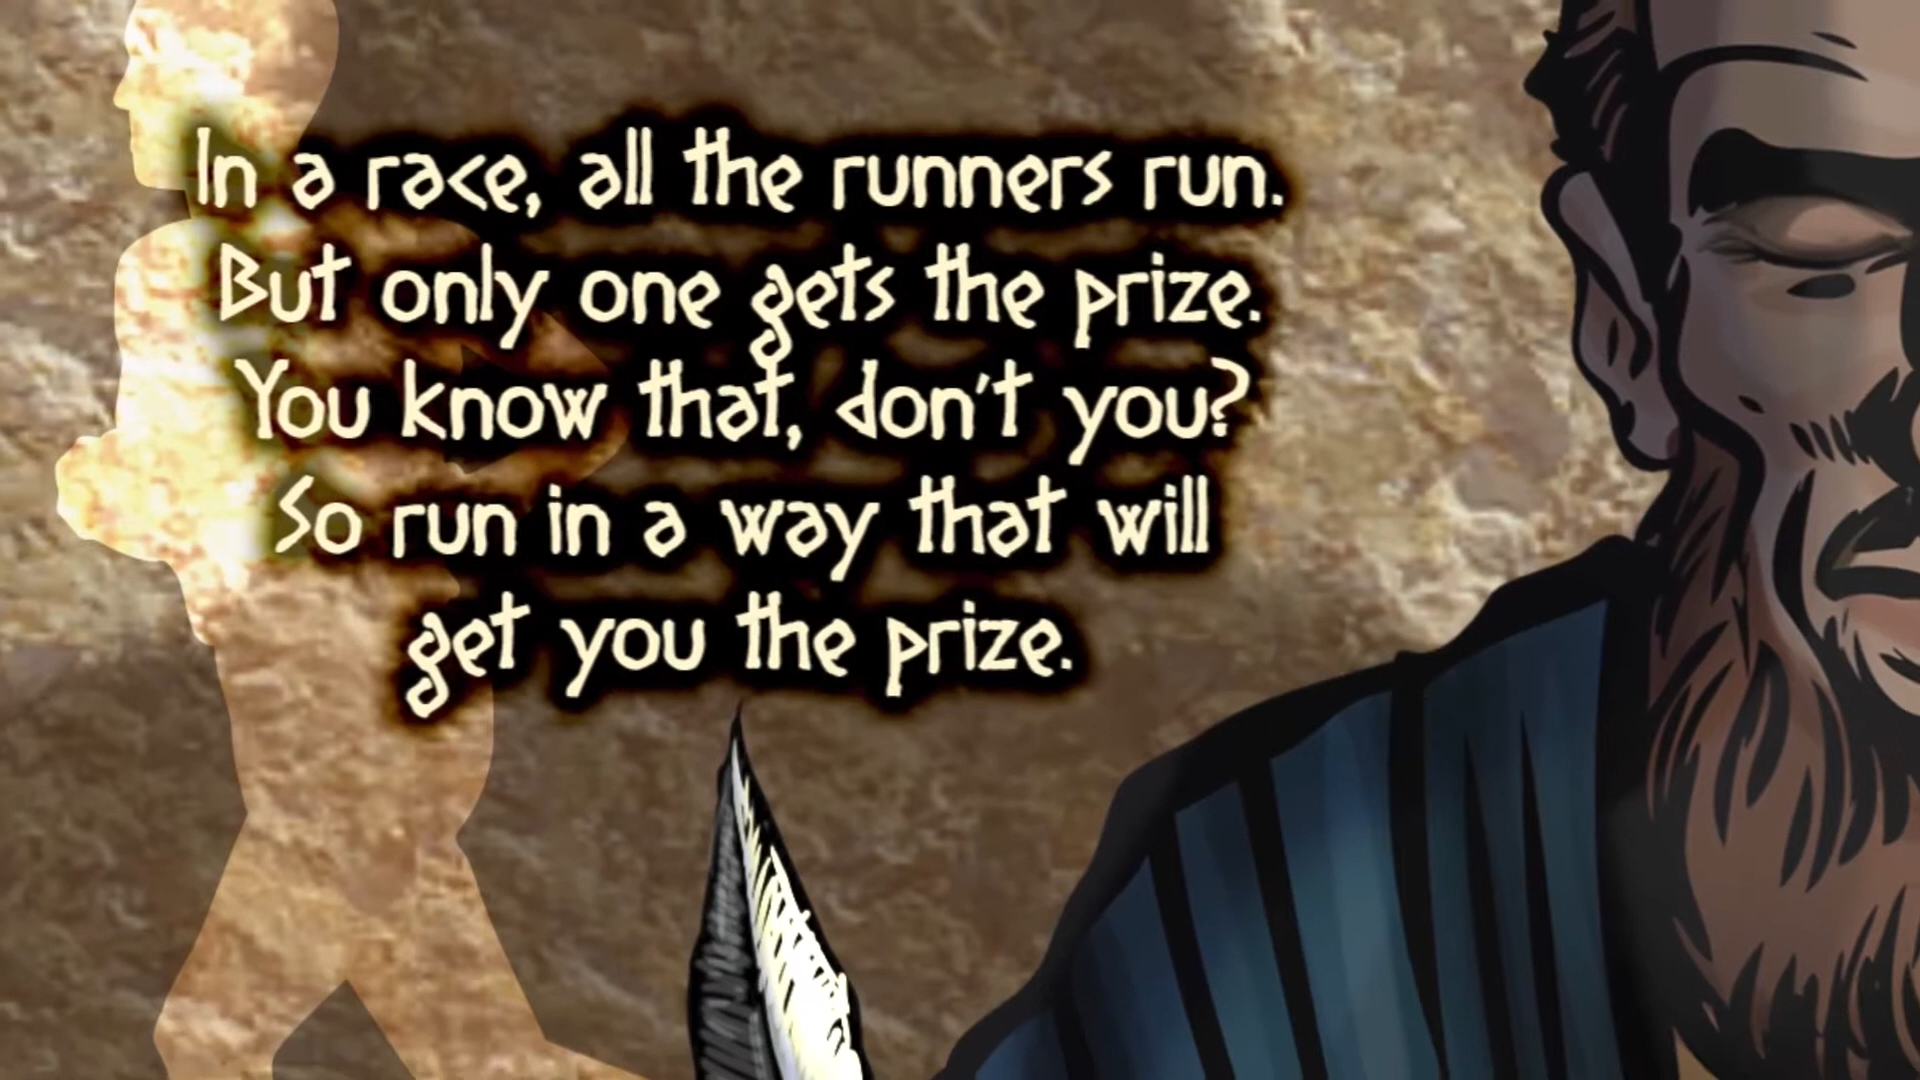 In a race, all the runners run.
But only one gets the prize.
You know that, don't you?
So run in a way that will
get you the prize.